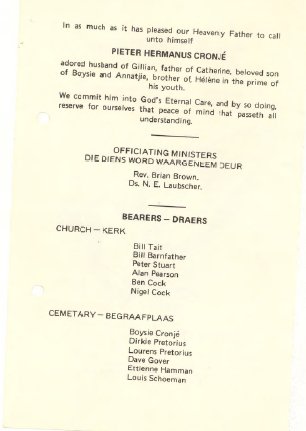 In as much as it has pleased our Heavenly Father to call
unto himself
PIETER HERMANUS CRONJÉ
adored husband of Gillian, father of Catherine, beloved son
of Boysie and Annatjie, brother of Hélène in the prime of
his youth.
We commit him into God's Eternal Care, and by so doing,
reserve for ourselves that peace of mind that passeth all
understanding.
OFFICIATING MINISTERS
DIE DIENS WORD WAARGENEEM DEUR
Rev. Brian Brown.
Ds. N. E. Laubscher.
BEARERS – DRAERS
CHURCH – KERK
Bill Tait
Bill Barnfather
Peter Stuart
Alan Pearson
Ben Cock
Nigel Cock
CEMETARY – BEGRAAFPLAAS
Boysie Cronjé
Dirkie Pretorius
Lourens Pretorius
Dave Gover
Ettienne Hamman
Louis Schoeman